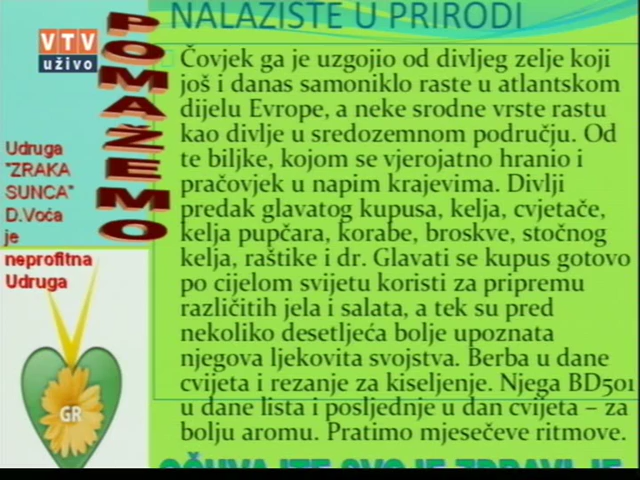 NALAZIŠTE U PRIRODI
VTV
uživo
POMAŽEMO
Udruga
"ZRAKA
SUNCA"
D.Voća
je
neprofitna
Udruga
GR
Čovjek ga je uzgojio od divljeg zelje koji
još i danas samoniklo raste u atlantskom
dijelu Evrope, a neke srodne vrste rastu
kao divlje u sredozemnom području. Od
te biljke, kojom se vjerojatno hranio i
pračovjek u napim krajevima. Divlji
predak glavatog kupusa, kelja, cvjetače,
kelja pupčara, korabe, broskve, stočnog
kelja, raštike i dr. Glavati se kupus gotovo
po cijelom svijetu koristi za pripremu
različitih jela i salata, a tek su pred
nekoliko desetljeća bolje upoznata
njegova ljekovita svojstva. Berba u dane
cvijeta i rezanje za kiseljenje. Njega BD501
u dane lista i posljednje u dan cvijeta – za
bolju aromu. Pratimo mjesečeve ritmove.
OČUVAJTE SVOJE ZDRAVLJE